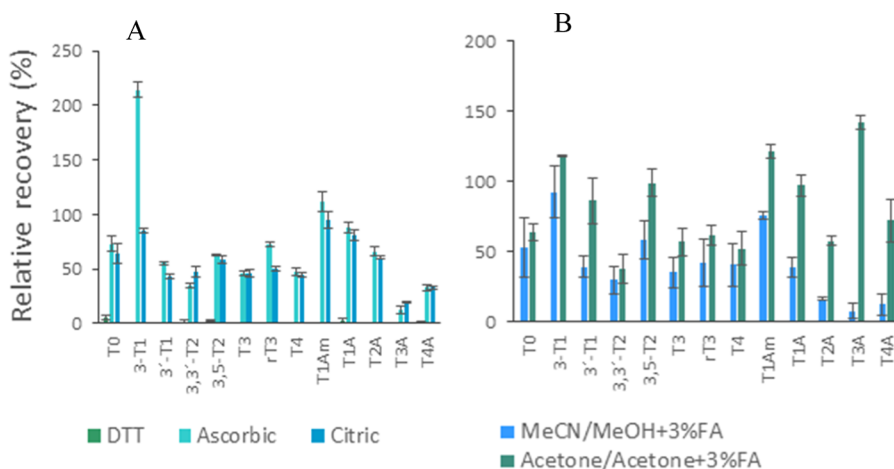 A
Relative recovery (%)
250
200
150
100
50
0
T0
3-T1
3´-T1
3,3´-T2
3,5-T2
T3
rT3
T4
T1Am
T1A
T2A
T3A
T4A
DTT Ascorbic Citric
B
200
150
100
50
0
T0
3-T1
3´-T1
3,3´-T2
3,5-T2
T3
rT3
T4
T1Am
T1A
T2A
T3A
T4A
MeCN/MeOH+3%FA
Acetone/Acetone+3%FA